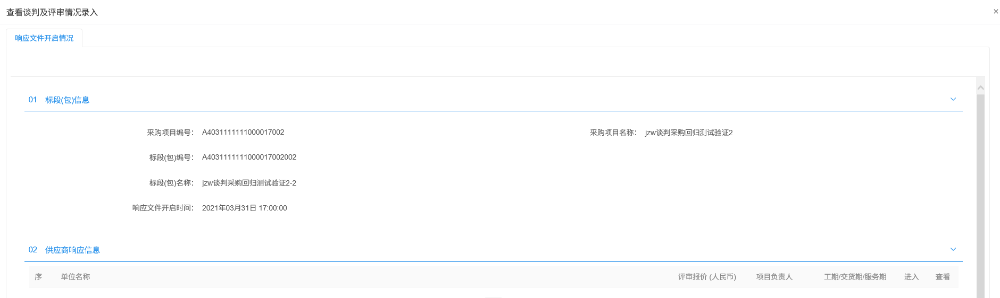 查看谈判及评审情况录入 ×
响应文件开启情况
01 标段(包)信息
采购项目编号： A4031111111000017002 采购项目名称： jzw谈判采购回归测试验证2
标段(包)编号： A4031111111000017002002
标段(包)名称： jzw谈判采购回归测试验证2-2
响应文件开启时间： 2021年03月31日 17:00:00
02 供应商响应信息
序 单位名称 评审报价 (人民币) 项目负责人 工期/交货期/服务期 进入 查看